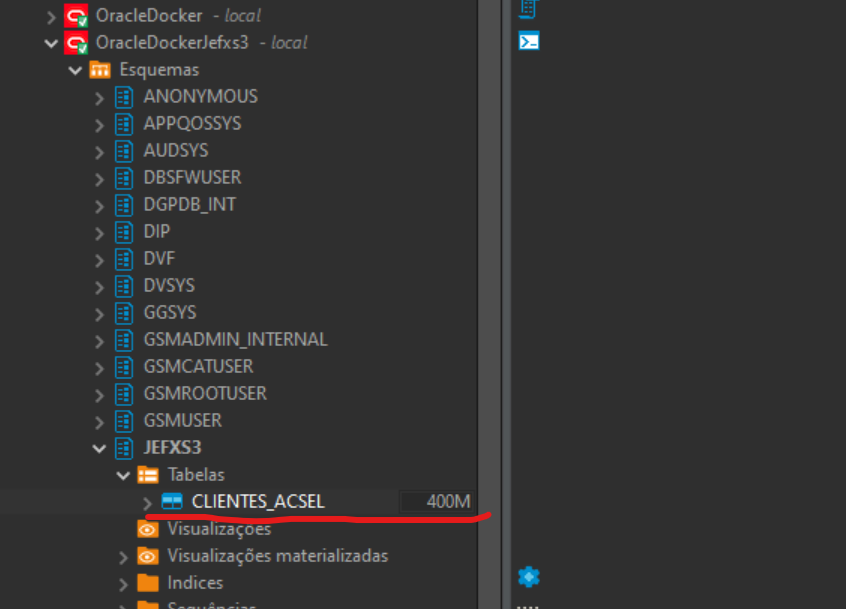 OracleDocker - local
OracleDockerJefxs3 - local
Esquemas
ANONYMOUS
APPQOSSYS
AUDSYS
DBSFWUSER
DGPDB_INT
DIP
DVF
DVSYS
GGSYS
GSMADMIN_INTERNAL
GSMCATUSER
GSMROOTUSER
GSMUSER
JEFXS3
Tabelas
CLIENTES_ACSEL 400M
Visualizações
Visualizações materializadas
Indices
Sequências